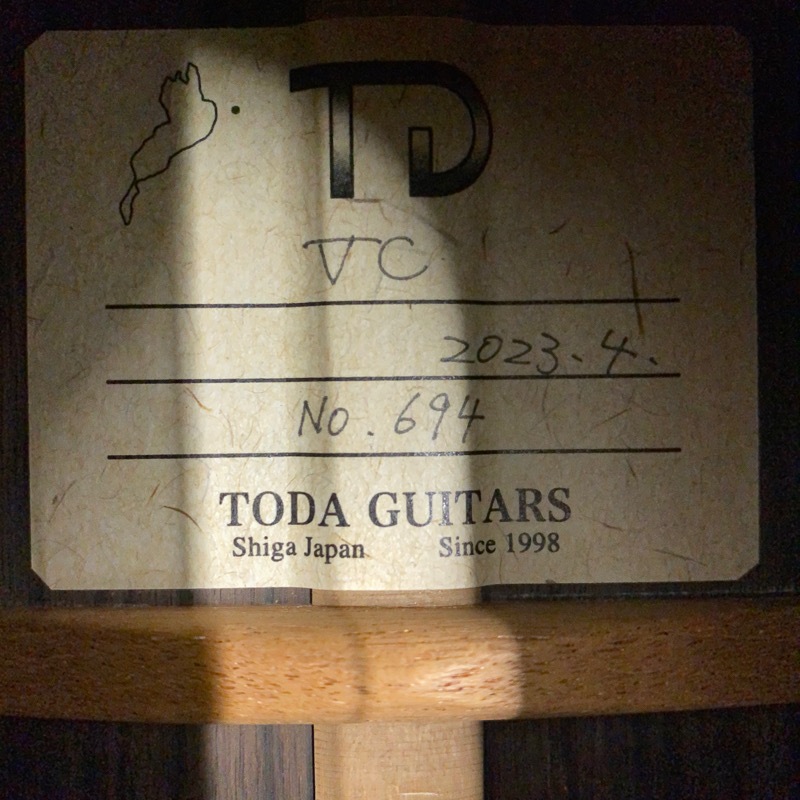 TD
VC
2023.4.
No.694
TODA GUITARS
Shiga Japan Since 1998